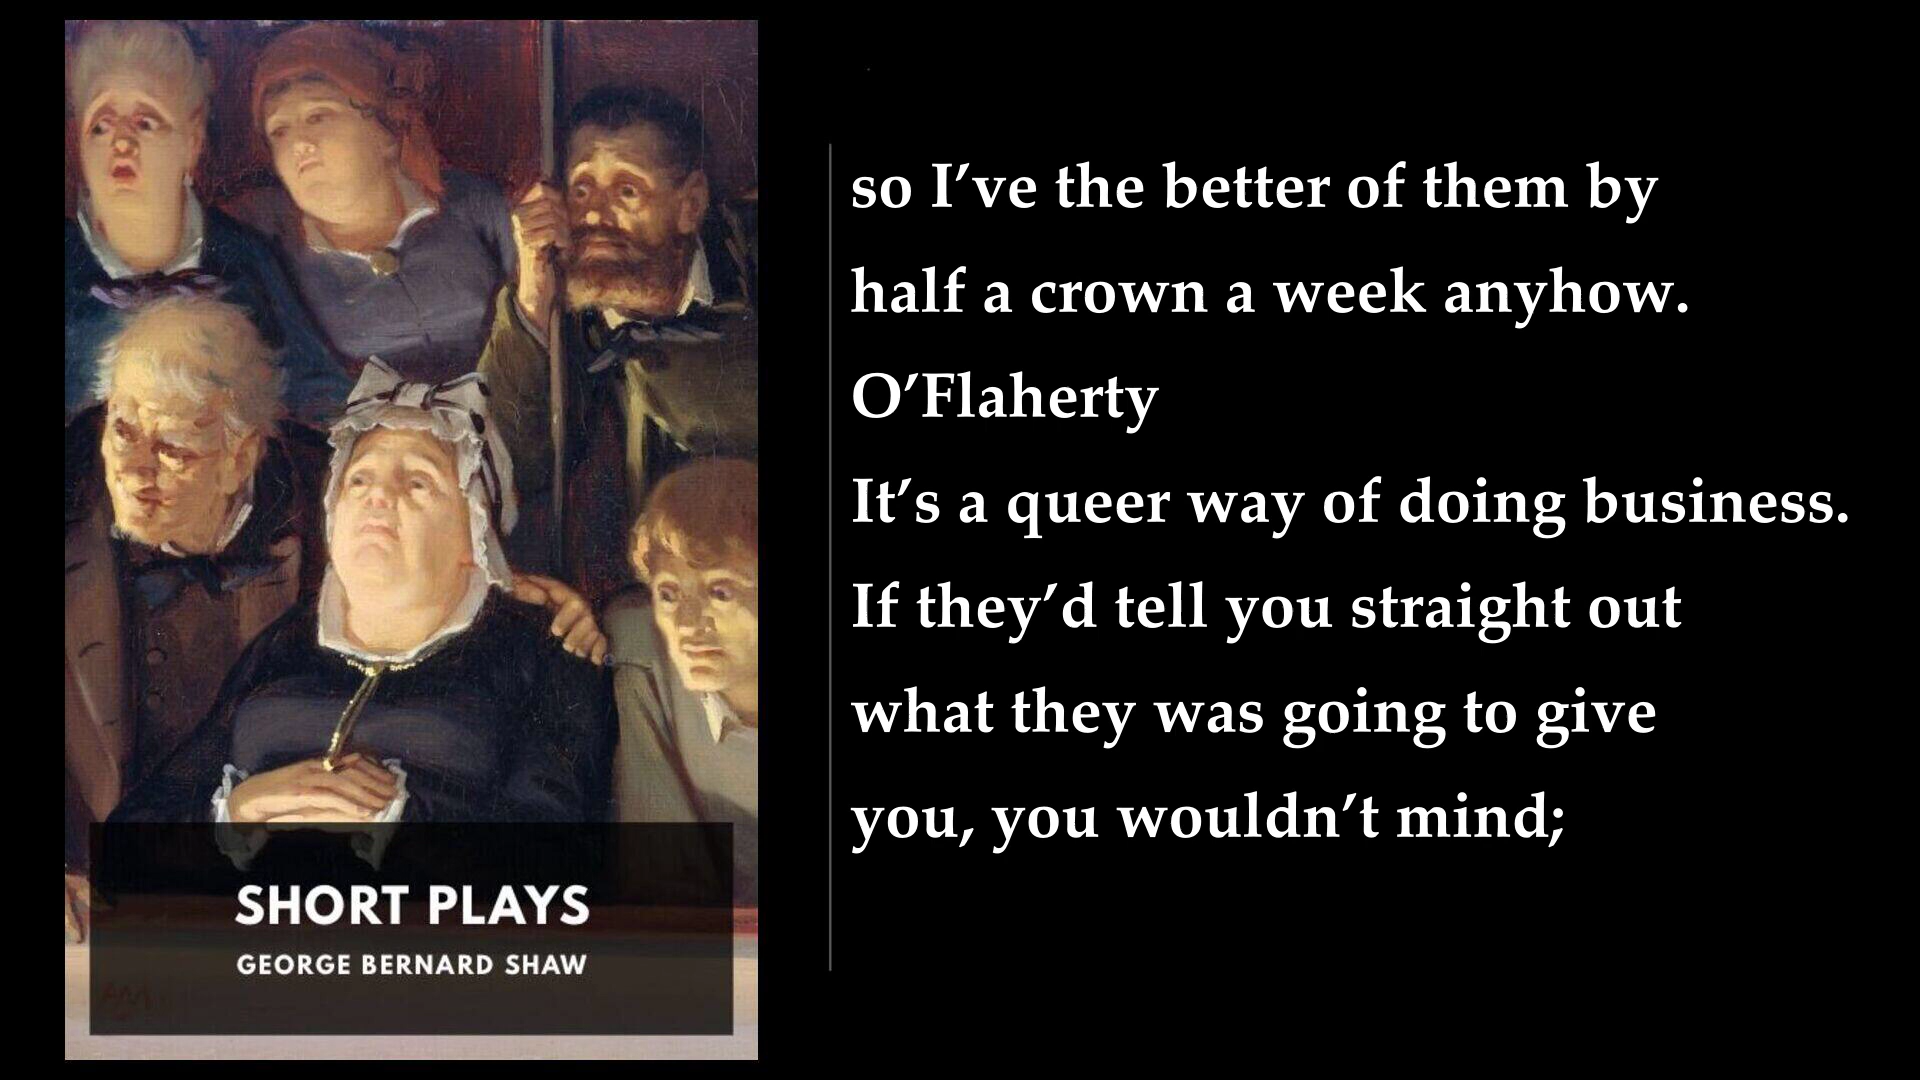 so I’ve the better of them by
half a crown a week anyhow.
O’Flaherty
It’s a queer way of doing business.
If they’d tell you straight out
what they was going to give
you, you wouldn’t mind;
SHORT PLAYS
GEORGE BERNARD SHAW